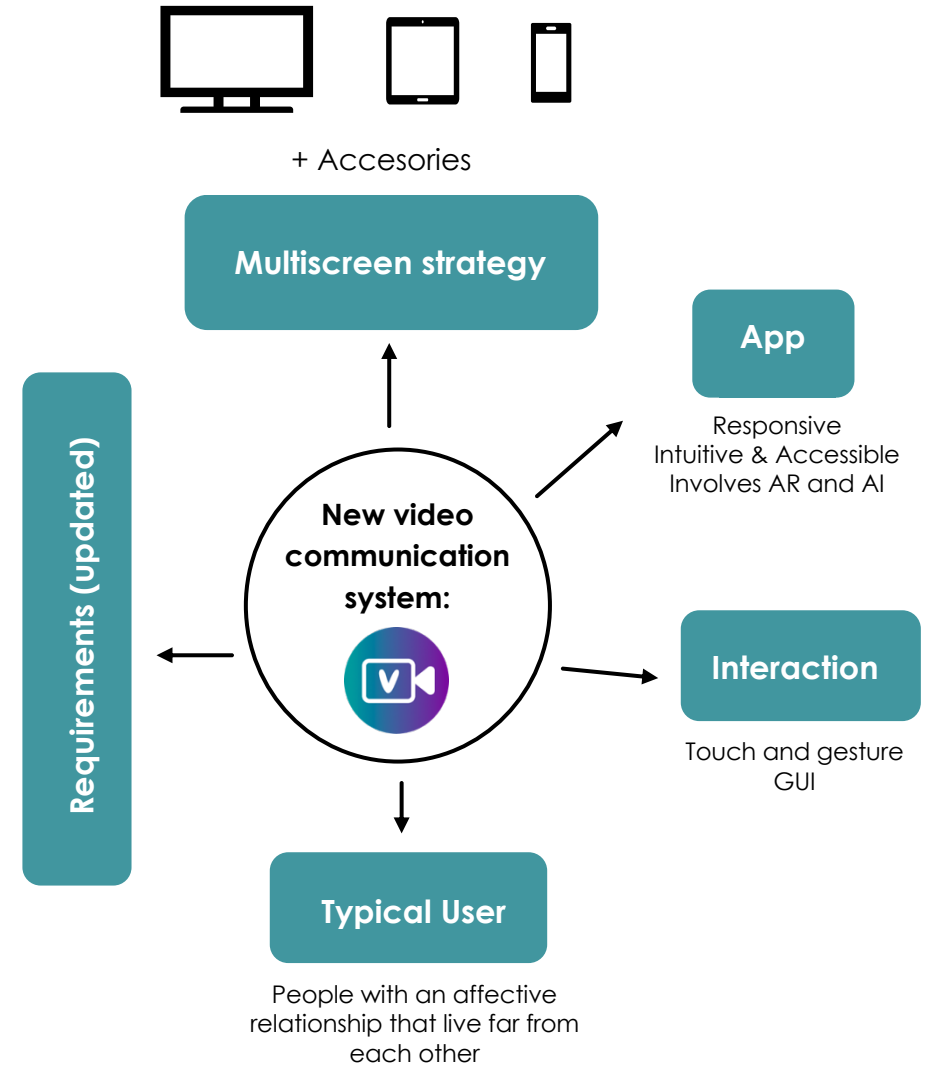 + Accesories
Multiscreen strategy
App
Responsive
Intuitive & Accessible
Involves AR and AI
Requirements (updated)
New video
communication
system:
V
Interaction
Touch and gesture
GUI
Typical User
People with an affective
relationship that live far from
each other